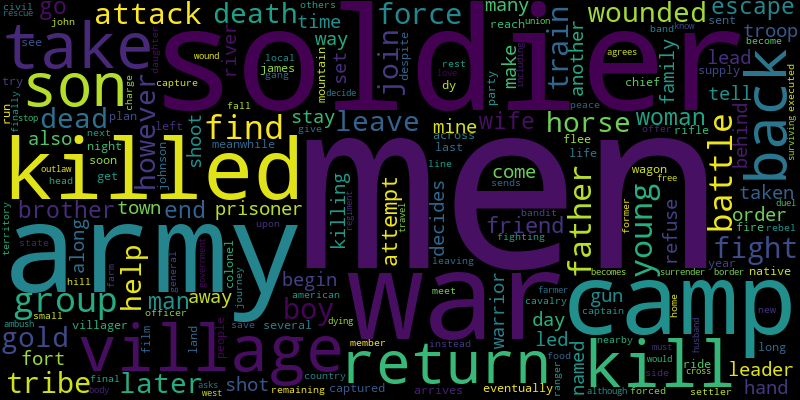 civil
rescue
go
john
others
attack
death
time
force
many
reach
union
wounded
escape
sent
troop
become
take
soldier
see
river
daughter
wound
local
james
gang
mountain
set
way
despite
join
rest
love
dy
make
party
train
another
family
chief
band
know
lead
supply
tell
back
surviving
executed
try
son
capture
agrees
decide
including
peace
run
finally
dead
however
charge
fall
find
stay
leave
mine
wife
horse
woman
behind
stop
plan
also
next
night
left
shoot
give
meanwhile
across
last
flee
offer
rifle
life
killed
outlaw
head
soon
get
johnson
men
line
come
sends
wagon
free
battle
taken
duel
territory
brother
town
end
prisoner
killing
regiment
attempt
travel
decides
friend
bandit
fighting
father
former
young
refuse
order
fire
rebel
army
state
along
hill
farm
help
general
upon
government
colonel
journey
leaving
war
fight
year
native
becomes
surrender
border
group
small
man
officer
away
begin
american
boy
meet
warrior
farmer
cavalry
gun
captain
camp
home
new
ambush
villager
film
land
people
save
several
dying
day
gold
village
member
instead
led
nearby
long
fort
country
return
food
ranger
named
kill
must
would
side
husband
ride
cross
leader
tribe
final
body
later
asks
west
shot
remaining
captured
arrives
eventually
although
forced
settler
hand